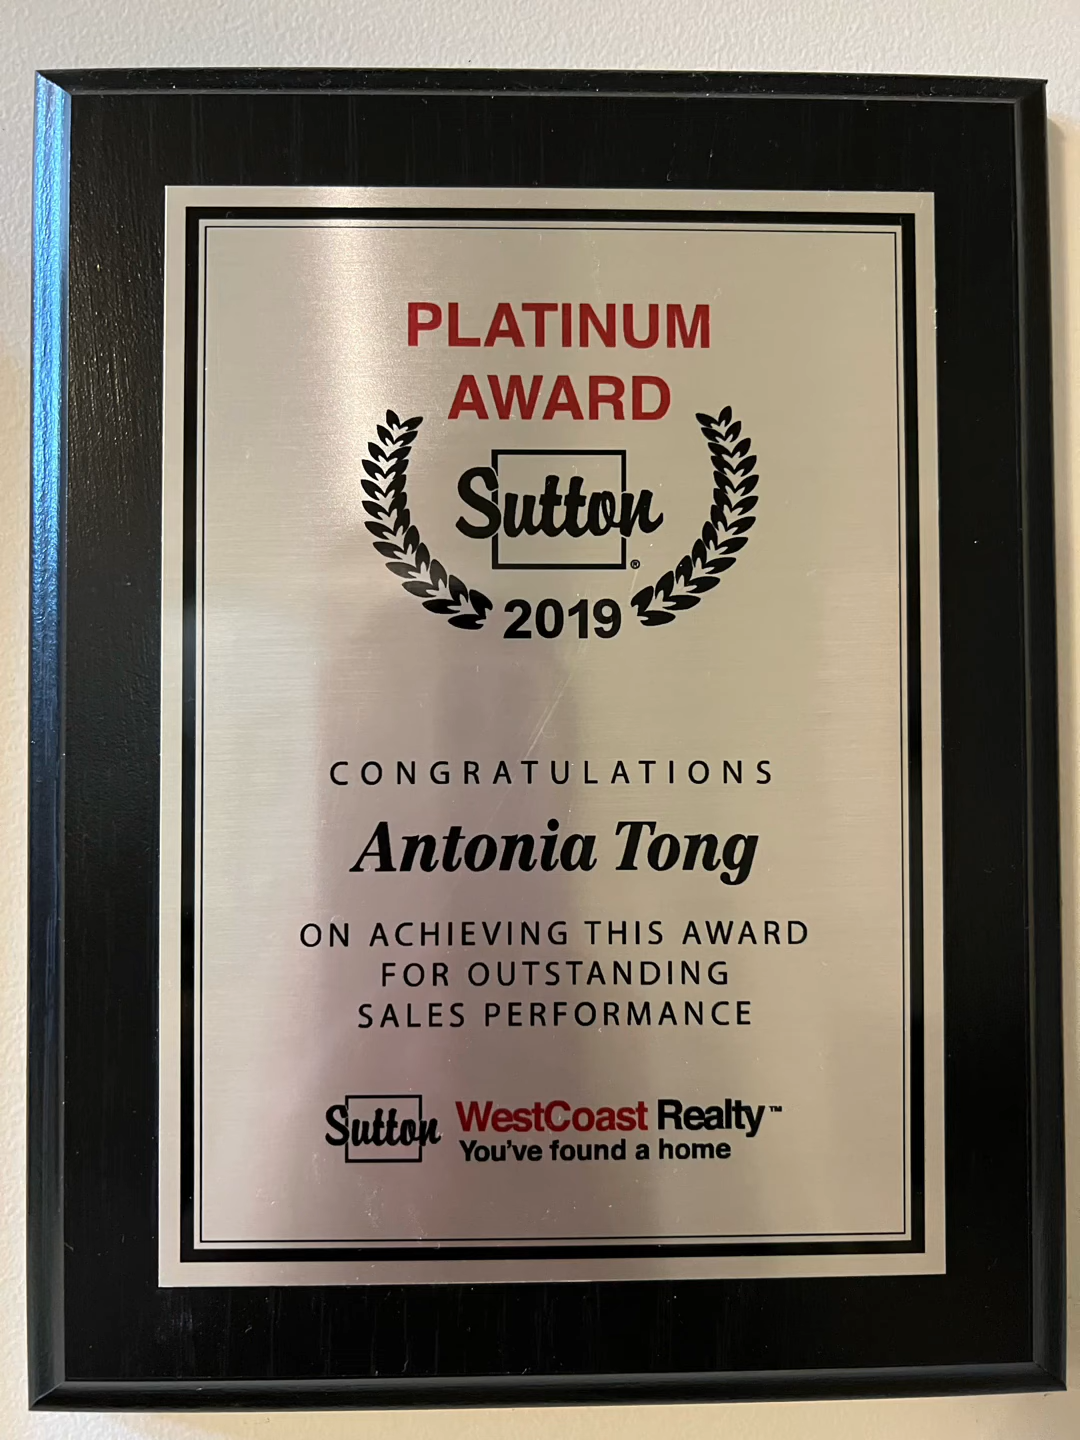 PLATINUM
AWARD
Sutton®
2019
CONGRATULATIONS
Antonia Tong
ON ACHIEVING THIS AWARD
FOR OUTSTANDING
SALES PERFORMANCE
Sutton WestCoast Realty™
You've found a home